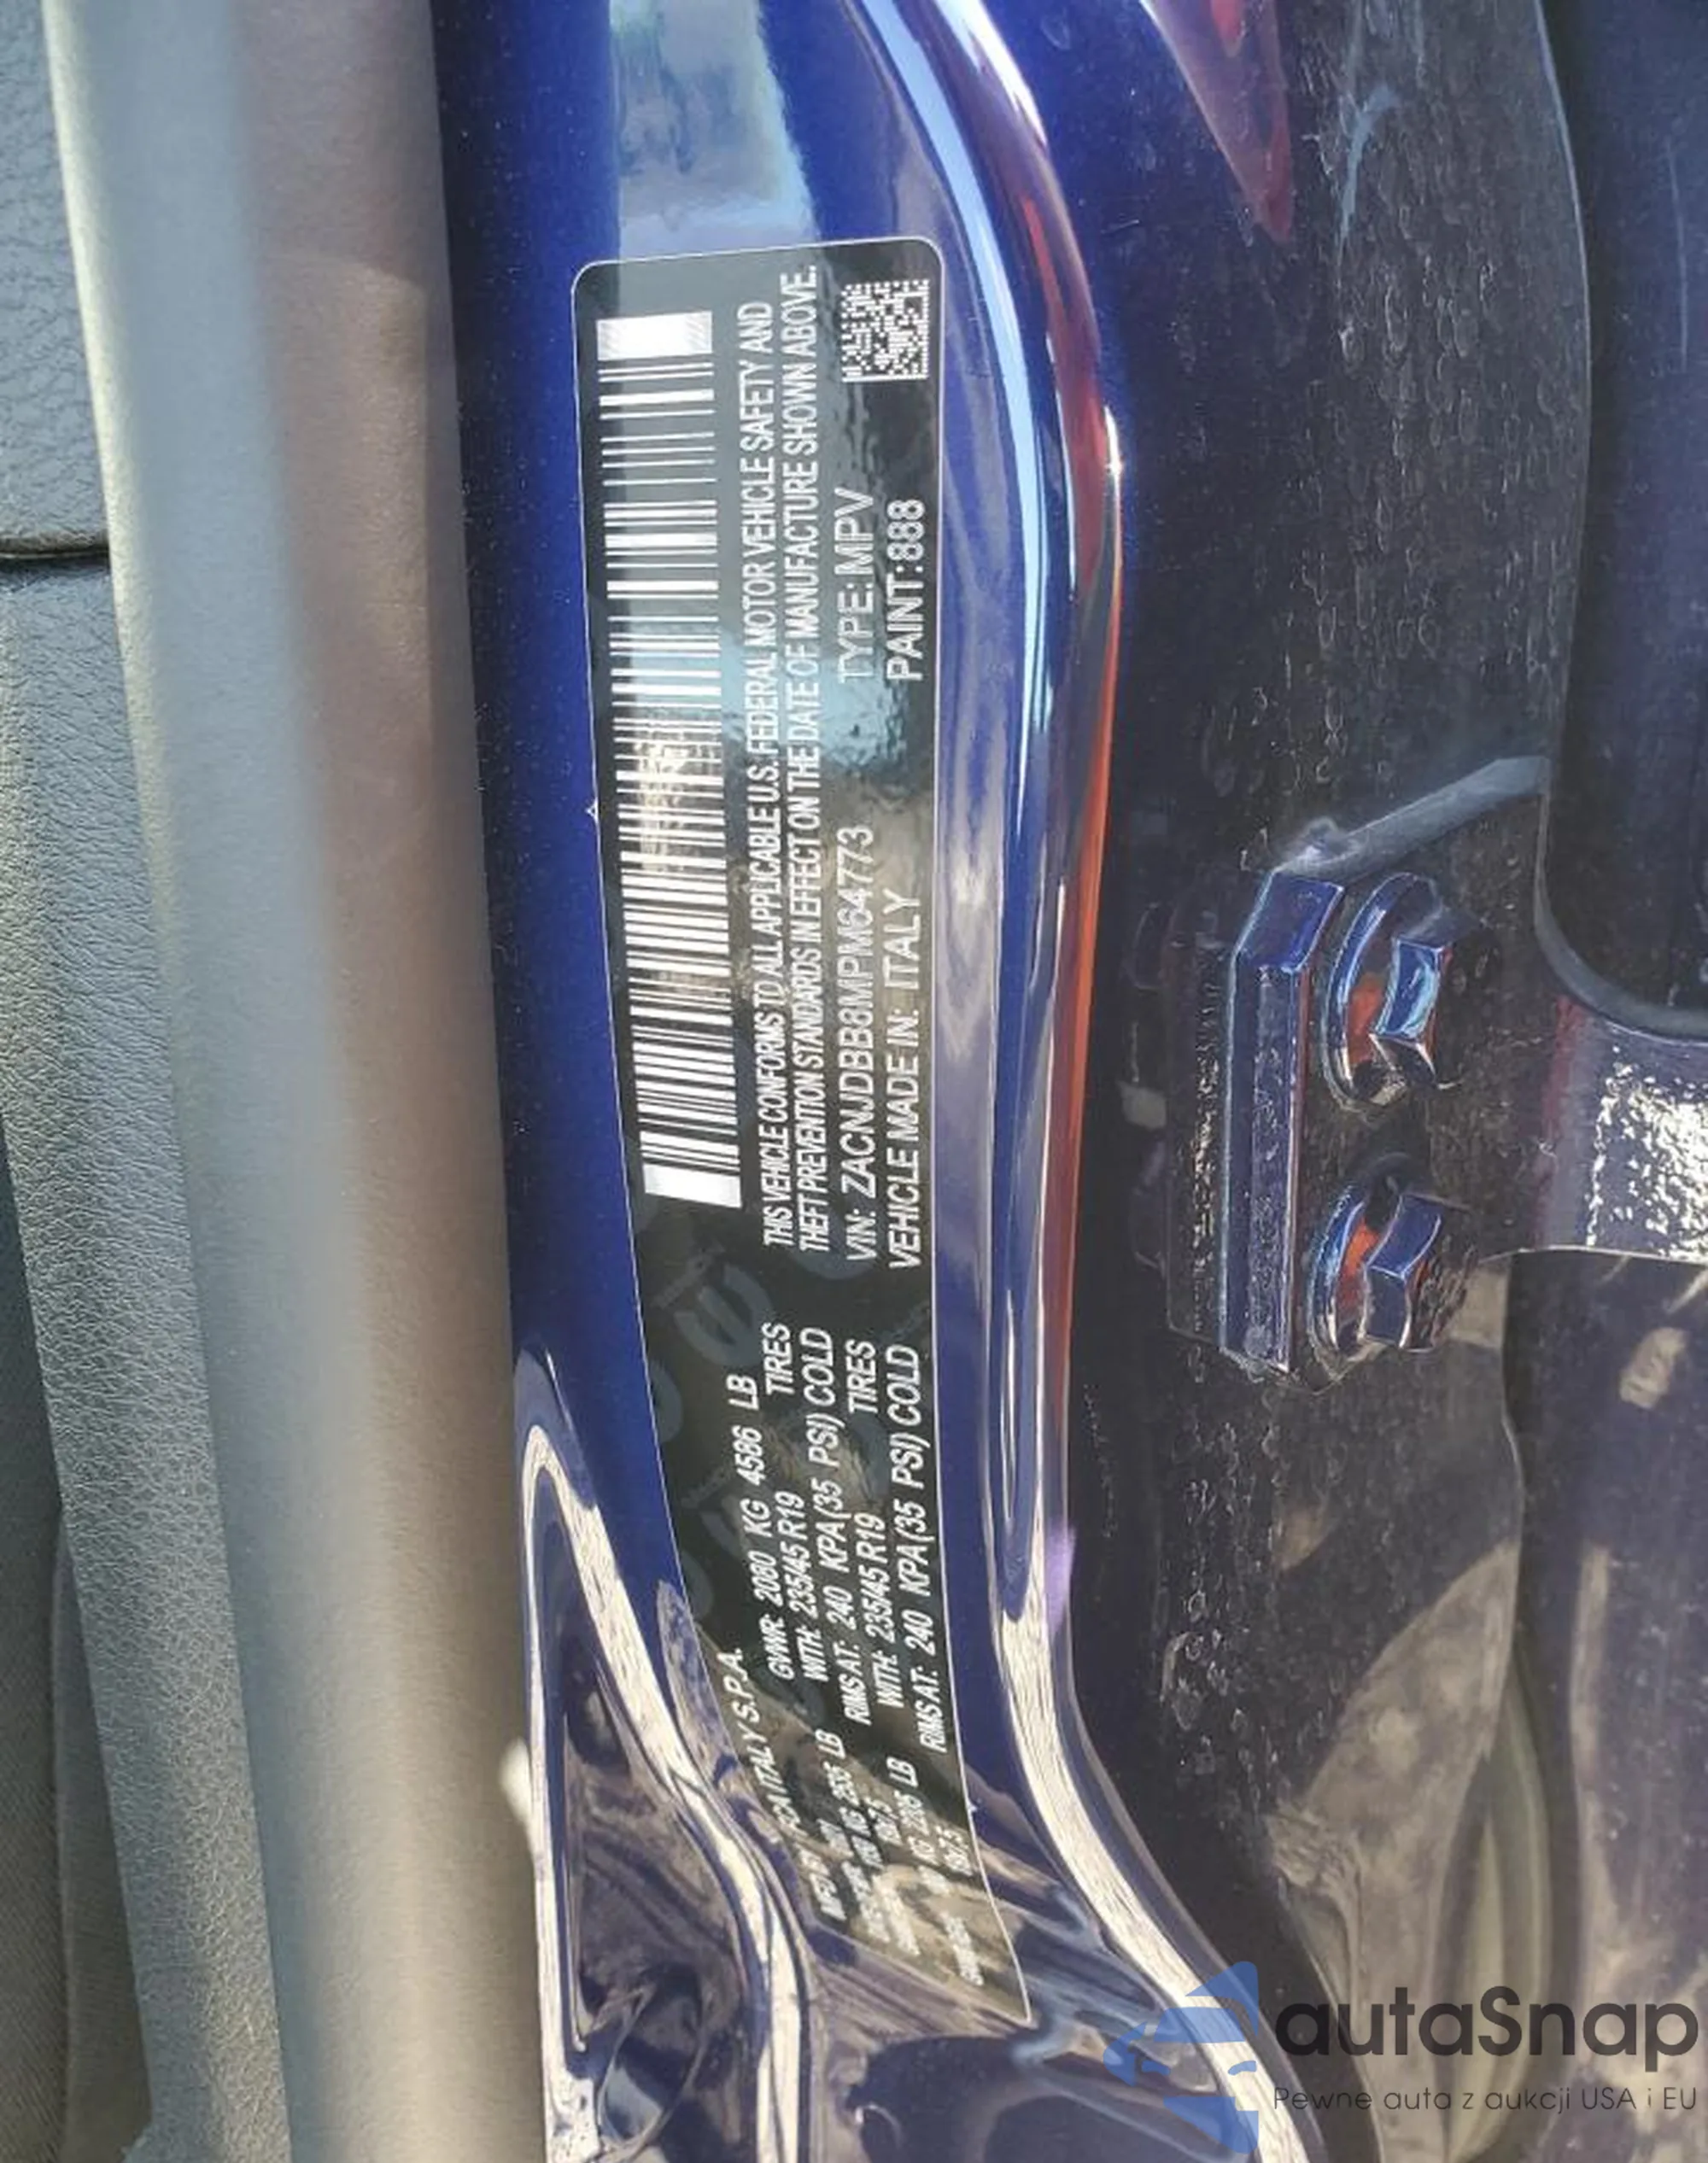 THIS VEHICLE CONFORMS TO ALL APPLICABLE U.S. FEDERAL MOTOR VEHICLE SAFETY AND
THEFT PREVENTION STANDARDS IN EFFECT ON THE DATE OF MANUFACTURE SHOWN ABOVE.
VIN: ZACNJDBB8MPM64773 TYPE: MPV
VEHICLE MADE IN: ITALY PAINT: 888
FCA ITALY S.P.A.
GVWR: 2080 KG 4586 LB
WITH: 235/45 R19 TIRES
RIMS AT: 240 KPA (35 PSI) COLD
WITH: 235/45 R19 TIRES
RIMS AT: 240 KPA (35 PSI) COLD
autaSnap
Pewne auta z aukcji USA i EU